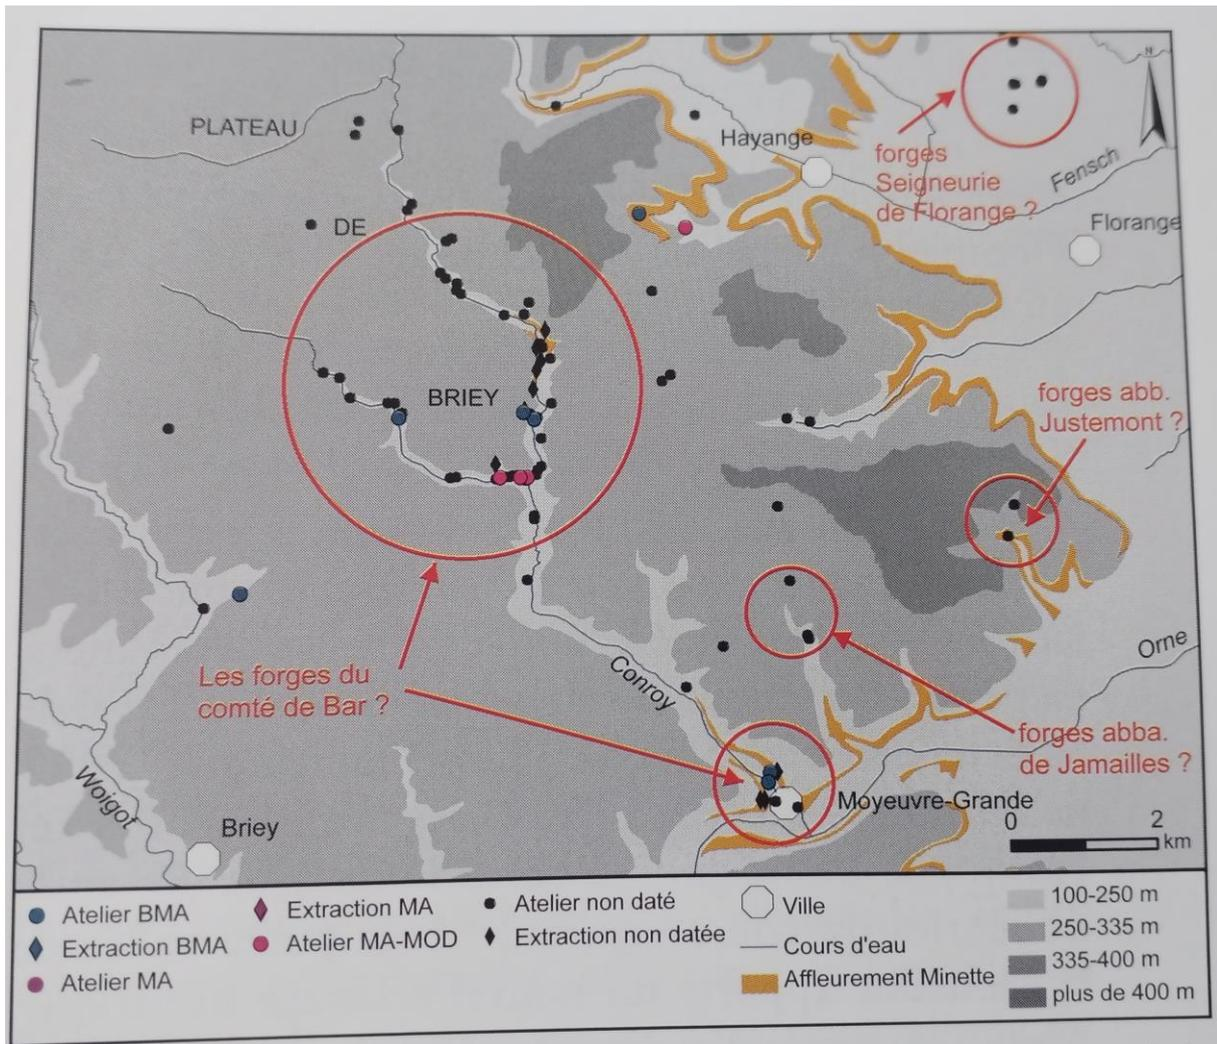 N
PLATEAU
Hayange
forges
Seigneurie
de Florange ?
Fensch
DE
Florange
BRIEY
forges abb.
Justemont ?
Orne
Les forges du
comté de Bar ?
Conroy
forges abba.
de Jamailles ?
Woigot
Moyeuvre-Grande
Briey
0 2
km
Atelier BMA
Extraction BMA
Atelier MA
Extraction MA
Atelier MA-MOD
Atelier non daté
Extraction non datée
Ville
Cours d'eau
Affleurement Minette
100-250 m
250-335 m
335-400 m
plus de 400 m